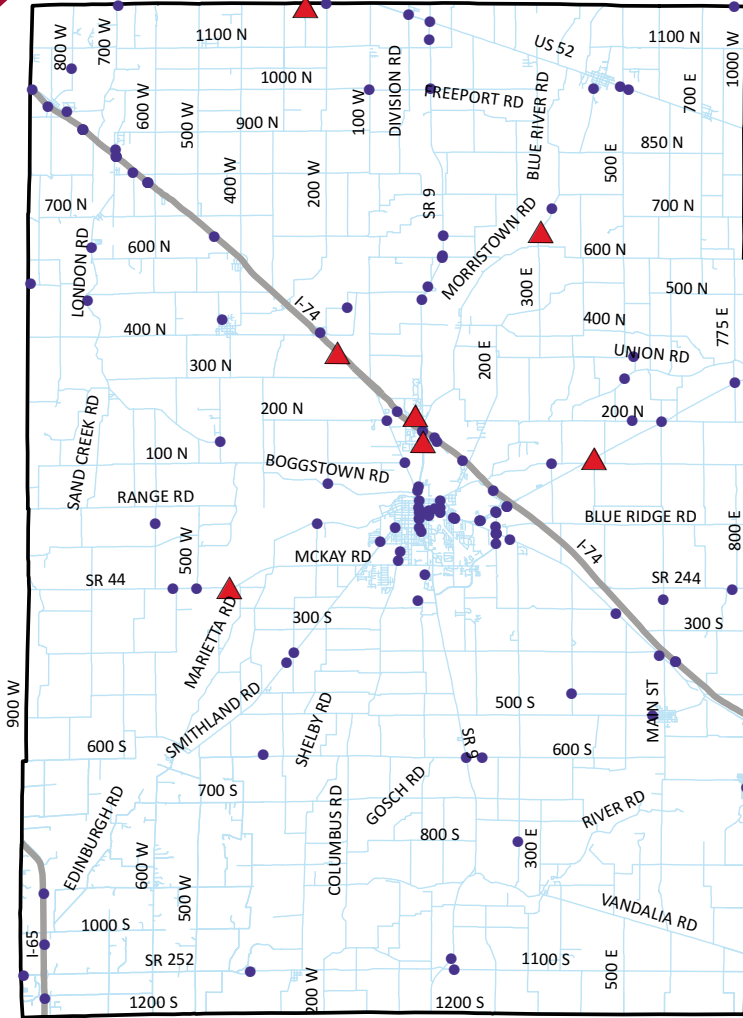 800 W
700 W
1100 N
DIVISION RD
US 52
1100 N
1000 W
1000 N
600 W
500 W
100 W
FREEPORT RD
BLUE RIVER RD
700 E
900 N
850 N
400 W
200 W
500 E
700 N
SR 9
MORRISTOWN RD
700 N
LONDON RD
600 N
600 N
300 E
500 N
I-74
400 N
400 N
775 E
300 N
200 E
UNION RD
SAND CREEK RD
200 N
200 N
100 N
BOGGSTOWN RD
RANGE RD
BLUE RIDGE RD
800 E
500 W
MCKAY RD
I-74
SR 44
SR 244
MARIETTA RD
300 S
300 S
900 W
SMITHLAND RD
SHELBY RD
500 S
MAIN ST
600 S
SR 9
600 S
700 S
GOSCH RD
EDINBURGH RD
COLUMBUS RD
RIVER RD
800 S
300 E
600 W
500 W
VANDALIA RD
1000 S
I-65
SR 252
1100 S
500 E
200 W
1200 S
1200 S